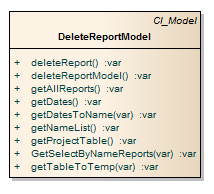 CI_Model
DeleteReportModel
+ deleteReport() :var
+ deleteReportModel() :var
+ getAllReports() :var
+ getDates() :var
+ getDatesToName(var) :var
+ getNameList() :var
+ getProjectTable() :var
+ GetSelectByNameReports(var) :var
+ getTableToTemp(var) :var